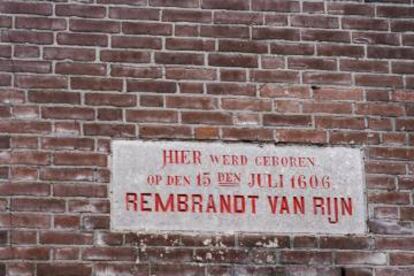 HIER WERD GEBOREN
OP DEN 15 DEN JULI 1606
REMBRANDT VAN RIJN